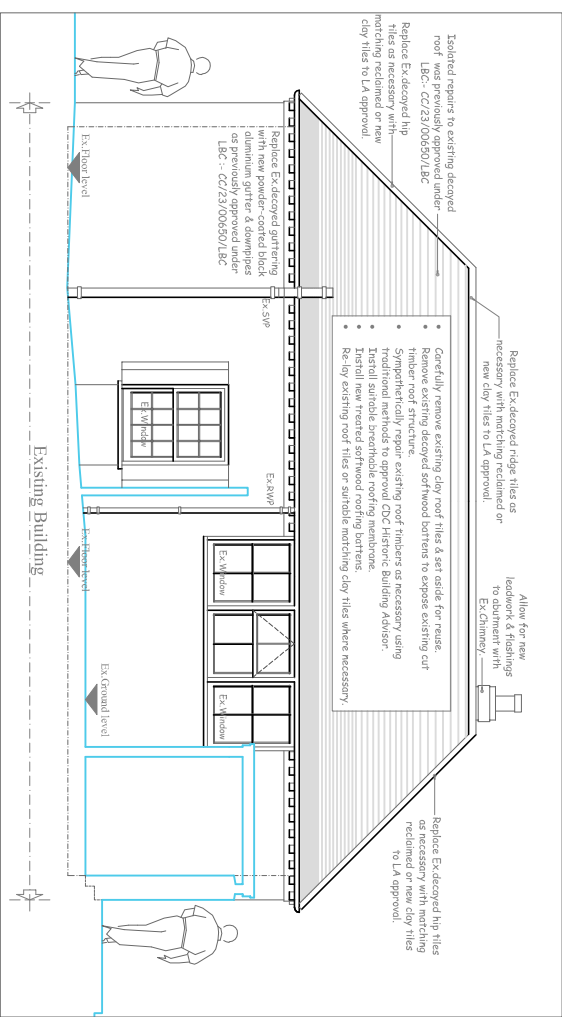 Isolated repairs to existing decayed
roof was previously approved under
LBC:- CC/23/00650/LBC
Replace Ex.decayed hip
tiles as necessary with
matching reclaimed or new
clay tiles to LA approval.
Replace Ex.decayed ridge tiles as
necessary with matching reclaimed or
new clay tiles to LA approval.
Allow for new
leadwork & flashings
to abutment with
Ex.Chimney.
Replace Ex.decayed hip tiles
as necessary with matching
reclaimed or new clay tiles
to LA approval.
• Carefully remove existing clay roof tiles & set aside for reuse.
• Remove existing decayed softwood battens to expose existing cut
timber roof structure.
• Sympathetically repair existing roof timbers as necessary using
traditional methods to approval CDC Historic Building Advisor.
• Install suitable breathable roofing membrane.
• Install new treated softwood roofing battens.
• Re-lay existing roof tiles or suitable matching clay tiles where necessary.
Replace Ex.decayed guttering
with new powder-coated black
aluminium gutter & downpipes
as previously approved under
LBC :- CC/23/00650/LBC
Ex.SVP
Ex.RWP
Ex.Window
Ex.Window
Ex.Window
Ex.Floor level
Ex.Floor level
Ex.Ground level
Existing Building